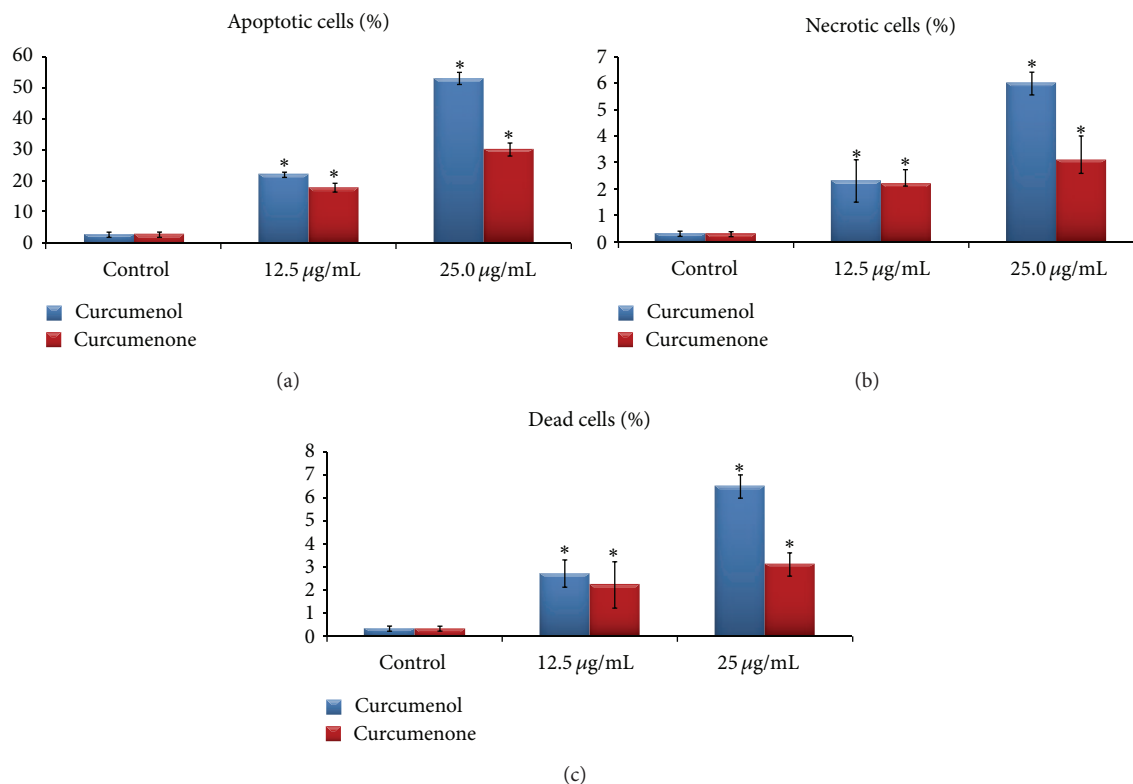 Apoptotic cells (%)
60
50
40
30
20
10
0
* * * *
Control 12.5 μg/mL 25.0 μg/mL
Curcumenol
Curcumenone
(a)
Necrotic cells (%)
7
6
5
4
3
2
1
0
* * * *
Control 12.5 μg/mL 25.0 μg/mL
Curcumenol
Curcumenone
(b)
Dead cells (%)
8
7
6
5
4
3
2
1
0
* * * *
Control 12.5 μg/mL 25 μg/mL
Curcumenol
Curcumenone
(c)